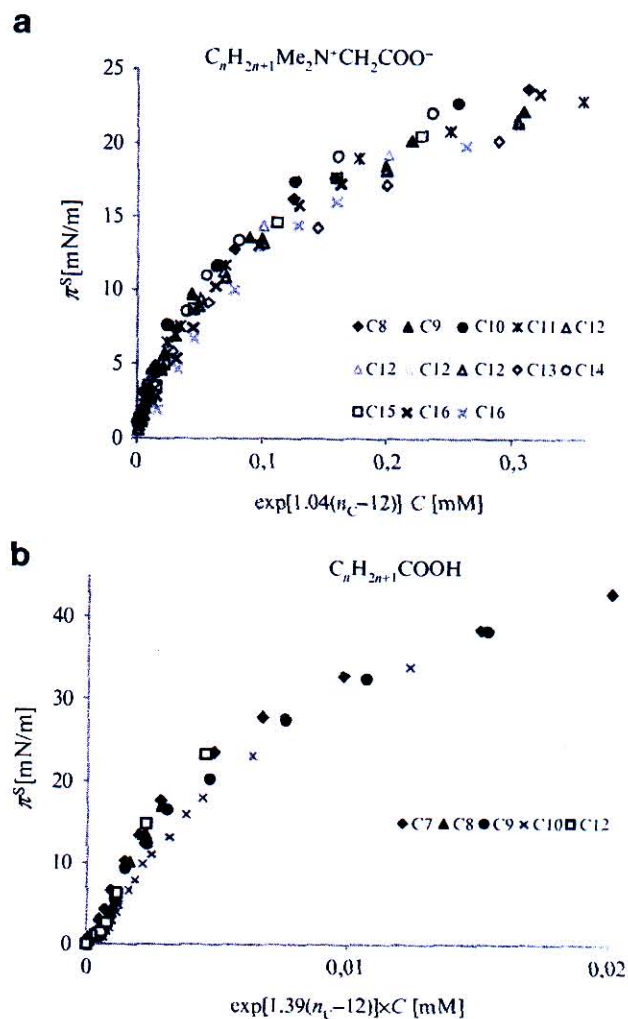 a
CₙH₂ₙ₊₁Me₂N⁺CH₂COO⁻
25
20
15
10
5
0
πˢ[mN/m]
C8 C9 C10 C11 C12
C12 C12 C12 C13 C14
C15 C16 C16
0 0,1 0,2 0,3
exp[1.04(n_C–12)] C [mM]
b
CₙH₂ₙ₊₁COOH
40
30
20
10
0
πˢ[mN/m]
C7 C8 C9 C10 C12
0 0,01 0,02
exp[1.39(n_C–12)]×C [mM]